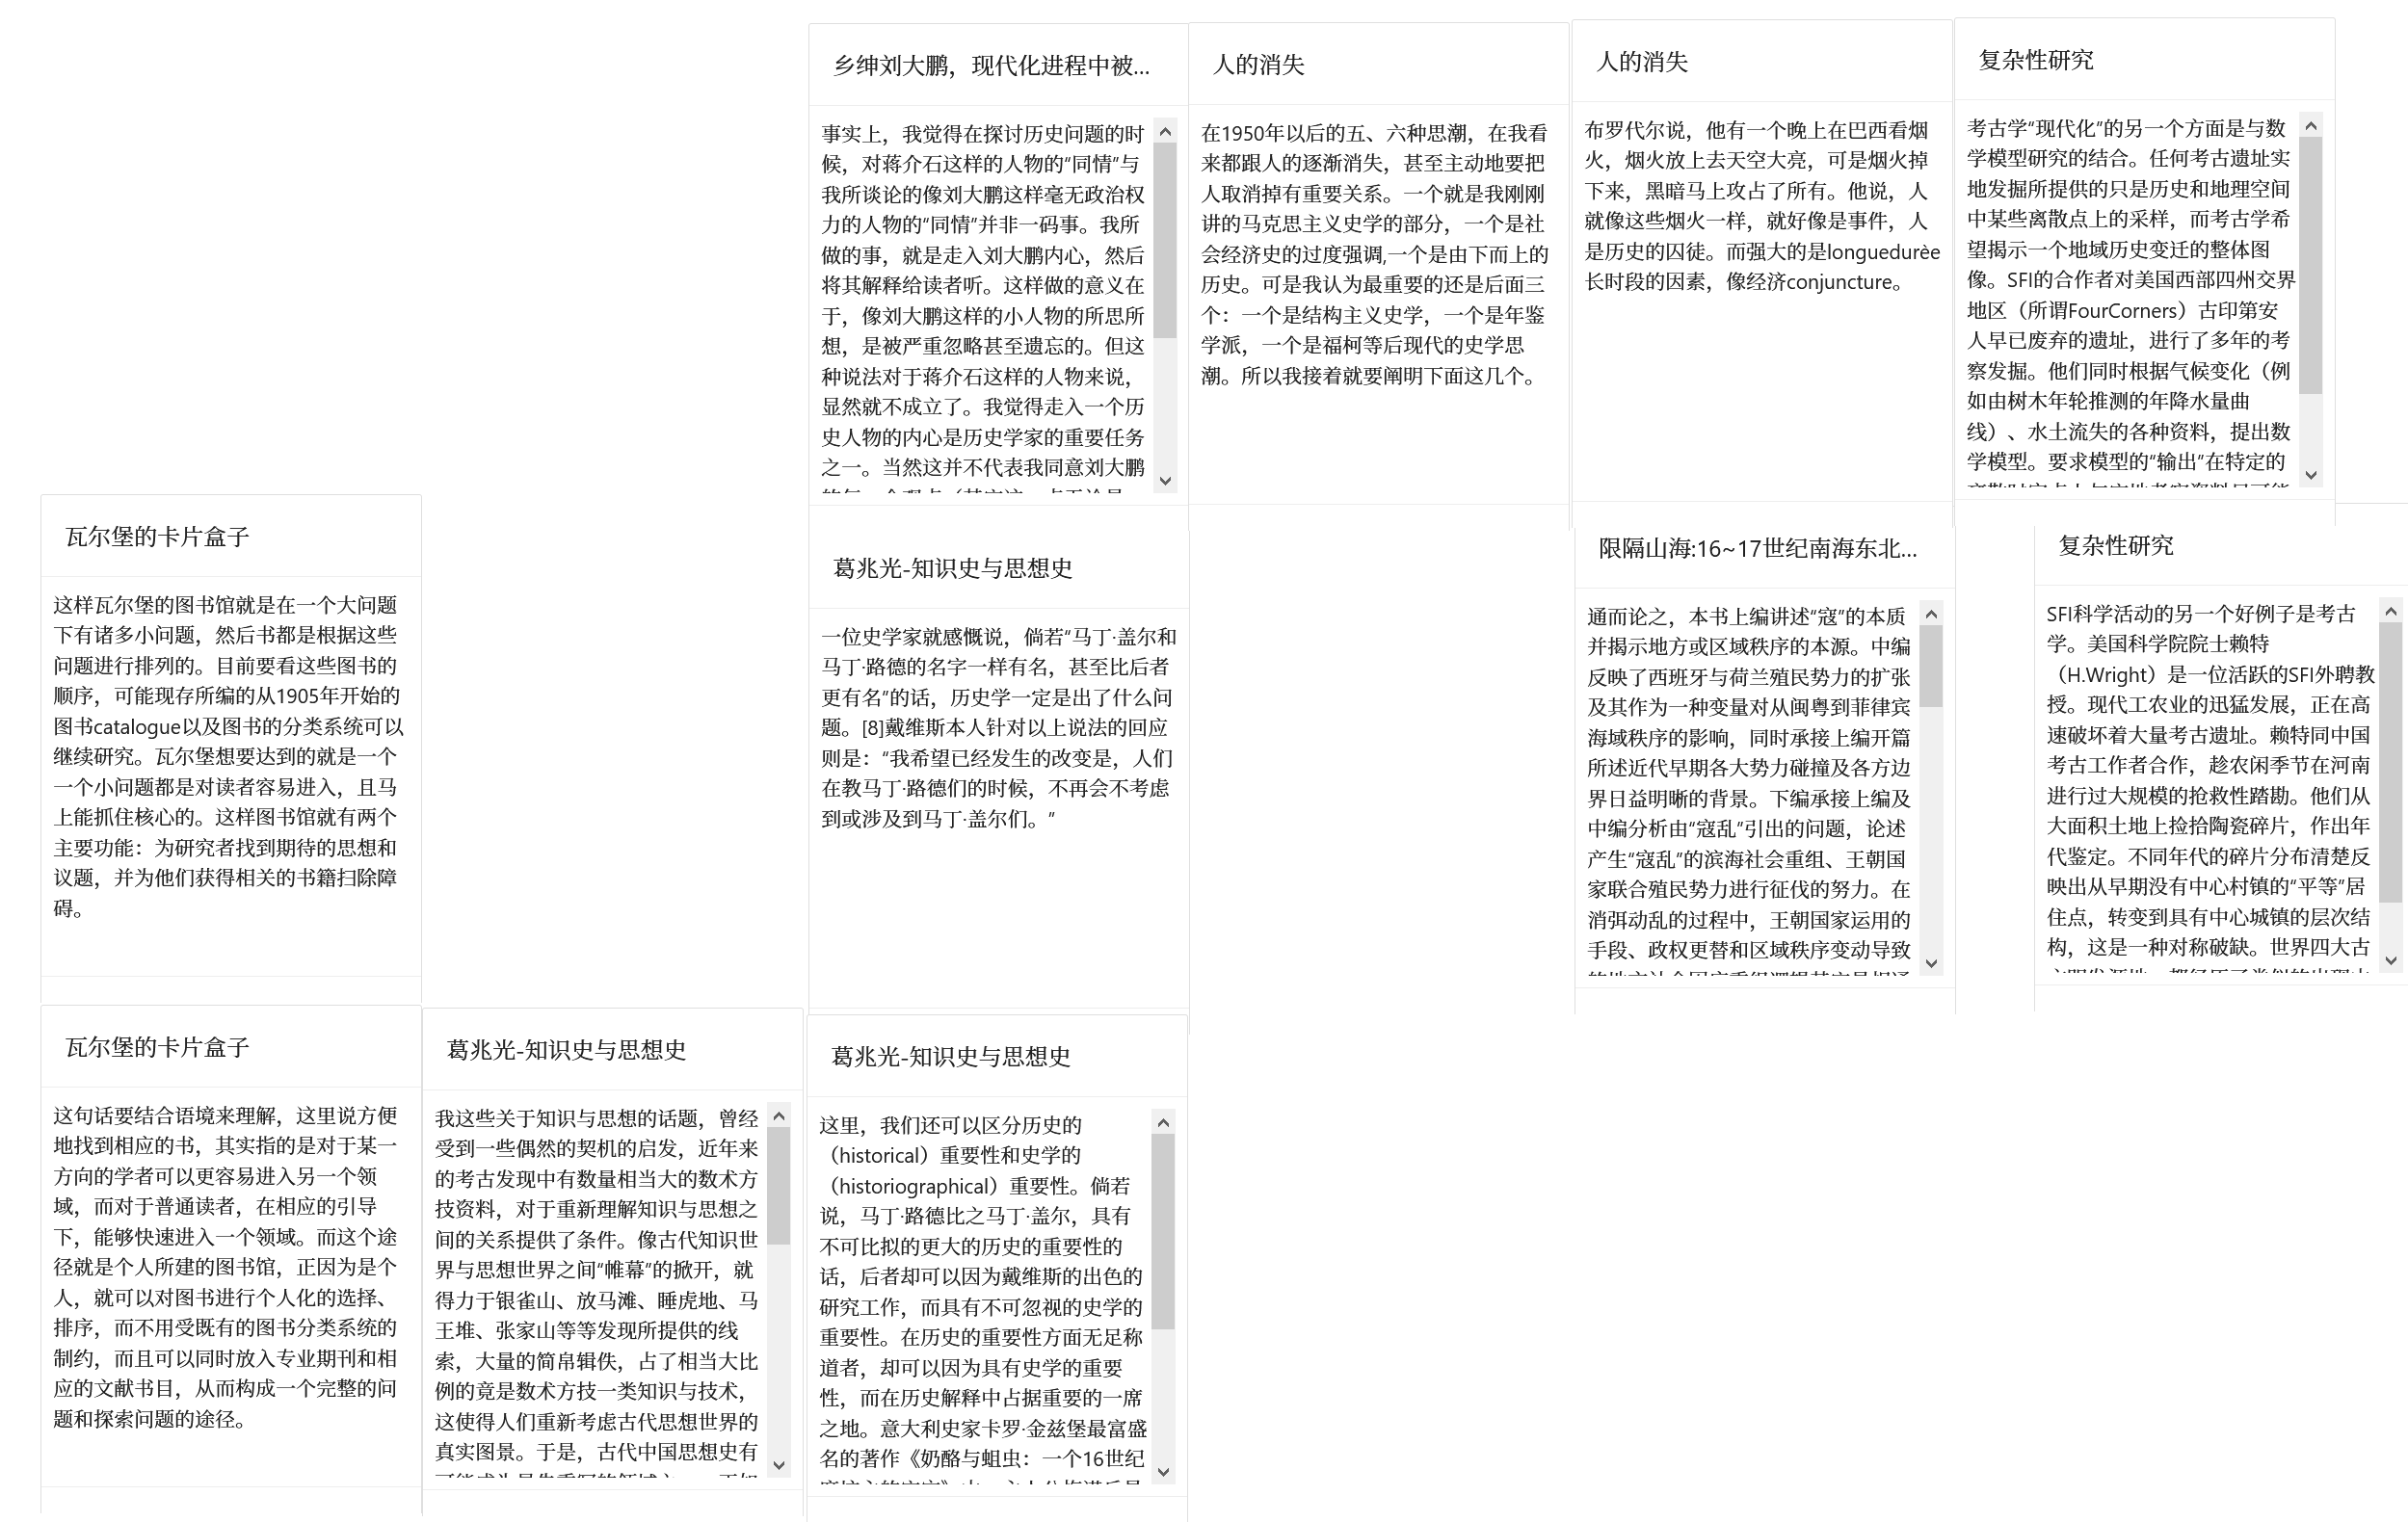 乡绅刘大鹏，现代化进程中被...
事实上，我觉得在探讨历史问题的时
候，对蒋介石这样的人物的“同情”与
我所谈论的像刘大鹏这样毫无政治权
力的人物的“同情”并非一码事。我所
做的事，就是走入刘大鹏内心，然后
将其解释给读者听。这样做的意义在
于，像刘大鹏这样的小人物的所思所
想，是被严重忽略甚至遗忘的。但这
种说法对于蒋介石这样的人物来说，
显然就不成立了。我觉得走入一个历
史人物的内心是历史学家的重要任务
之一。当然这并不代表我同意刘大鹏
人的消失
在1950年以后的五、六种思潮，在我看
来都跟人的逐渐消失，甚至主动地要把
人取消掉有重要关系。一个就是我刚刚
讲的马克思主义史学的部分，一个是社
会经济史的过度强调,一个是由下而上的
历史。可是我认为最重要的还是后面三
个：一个是结构主义史学，一个是年鉴
学派，一个是福柯等后现代的史学思
潮。所以我接着就要阐明下面这几个。
人的消失
布罗代尔说，他有一个晚上在巴西看烟
火，烟火放上去天空大亮，可是烟火掉
下来，黑暗马上攻占了所有。他说，人
就像这些烟火一样，就好像是事件，人
是历史的囚徒。而强大的是longuedurèe
长时段的因素，像经济conjuncture。
复杂性研究
考古学“现代化”的另一个方面是与数
学模型研究的结合。任何考古遗址实
地发掘所提供的只是历史和地理空间
中某些离散点上的采样，而考古学希
望揭示一个地域历史变迁的整体图
像。SFI的合作者对美国西部四州交界
地区（所谓FourCorners）古印第安
人早已废弃的遗址，进行了多年的考
察发掘。他们同时根据气候变化（例
如由树木年轮推测的年降水量曲
线）、水土流失的各种资料，提出数
学模型。要求模型的“输出”在特定的
瓦尔堡的卡片盒子
这样瓦尔堡的图书馆就是在一个大问题
下有诸多小问题，然后书都是根据这些
问题进行排列的。目前要看这些图书的
顺序，可能现存所编的从1905年开始的
图书catalogue以及图书的分类系统可以
继续研究。瓦尔堡想要达到的就是一个
一个小问题都是对读者容易进入，且马
上能抓住核心的。这样图书馆就有两个
主要功能：为研究者找到期待的思想和
议题，并为他们获得相关的书籍扫除障
碍。
葛兆光-知识史与思想史
一位史学家就感慨说，倘若“马丁·盖尔和
马丁·路德的名字一样有名，甚至比后者
更有名”的话，历史学一定是出了什么问
题。[8]戴维斯本人针对以上说法的回应
则是：“我希望已经发生的改变是，人们
在教马丁·路德们的时候，不再会不考虑
到或涉及到马丁·盖尔们。”
限隔山海:16~17世纪南海东北...
通而论之，本书上编讲述“寇”的本质
并揭示地方或区域秩序的本源。中编
反映了西班牙与荷兰殖民势力的扩张
及其作为一种变量对从闽粤到菲律宾
海域秩序的影响，同时承接上编开篇
所述近代早期各大势力碰撞及各方边
界日益明晰的背景。下编承接上编及
中编分析由“寇乱”引出的问题，论述
产生“寇乱”的滨海社会重组、王朝国
家联合殖民势力进行征伐的努力。在
消弭动乱的过程中，王朝国家运用的
手段、政权更替和区域秩序变动导致
复杂性研究
SFI科学活动的另一个好例子是考古
学。美国科学院院士赖特
（H.Wright）是一位活跃的SFI外聘教
授。现代工农业的迅猛发展，正在高
速破坏着大量考古遗址。赖特同中国
考古工作者合作，趁农闲季节在河南
进行过大规模的抢救性踏勘。他们从
大面积土地上捡拾陶瓷碎片，作出年
代鉴定。不同年代的碎片分布清楚反
映出从早期没有中心村镇的“平等”居
住点，转变到具有中心城镇的层次结
构，这是一种对称破缺。世界四大古
瓦尔堡的卡片盒子
这句话要结合语境来理解，这里说方便
地找到相应的书，其实指的是对于某一
方向的学者可以更容易进入另一个领
域，而对于普通读者，在相应的引导
下，能够快速进入一个领域。而这个途
径就是个人所建的图书馆，正因为是个
人，就可以对图书进行个人化的选择、
排序，而不用受既有的图书分类系统的
制约，而且可以同时放入专业期刊和相
应的文献书目，从而构成一个完整的问
题和探索问题的途径。
葛兆光-知识史与思想史
我这些关于知识与思想的话题，曾经
受到一些偶然的契机的启发，近年来
的考古发现中有数量相当大的数术方
技资料，对于重新理解知识与思想之
间的关系提供了条件。像古代知识世
界与思想世界之间“帷幕”的掀开，就
得力于银雀山、放马滩、睡虎地、马
王堆、张家山等等发现所提供的线
索，大量的简帛辑佚，占了相当大比
例的竟是数术方技一类知识与技术，
这使得人们重新考虑古代思想世界的
真实图景。于是，古代中国思想史有
葛兆光-知识史与思想史
这里，我们还可以区分历史的
（historical）重要性和史学的
（historiographical）重要性。倘若
说，马丁·路德比之马丁·盖尔，具有
不可比拟的更大的历史的重要性的
话，后者却可以因为戴维斯的出色的
研究工作，而具有不可忽视的史学的
重要性。在历史的重要性方面无足称
道者，却可以因为具有史学的重要
性，而在历史解释中占据重要的一席
之地。意大利史家卡罗·金兹堡最富盛
名的著作《奶酪与蛆虫：一个16世纪